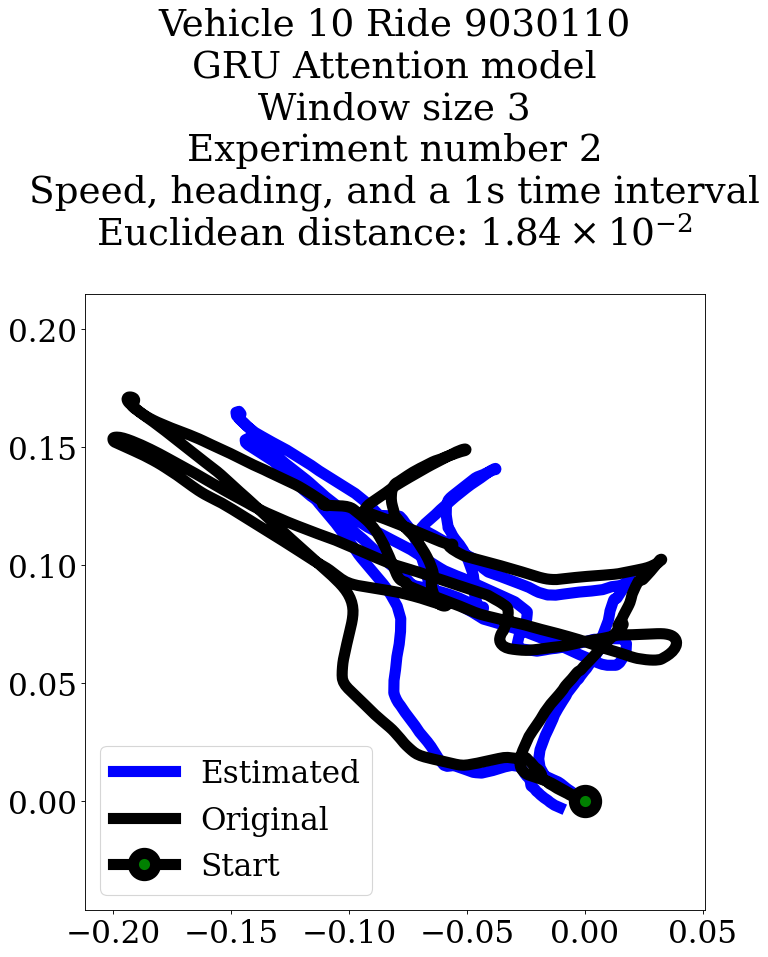 Vehicle 10 Ride 9030110
GRU Attention model
Window size 3
Experiment number 2
Speed, heading, and a 1s time interval
Euclidean distance: 1.84 × 10⁻²
0.20
0.15
0.10
0.05
0.00
Estimated
Original
Start
−0.20 −0.15 −0.10 −0.05 0.00 0.05